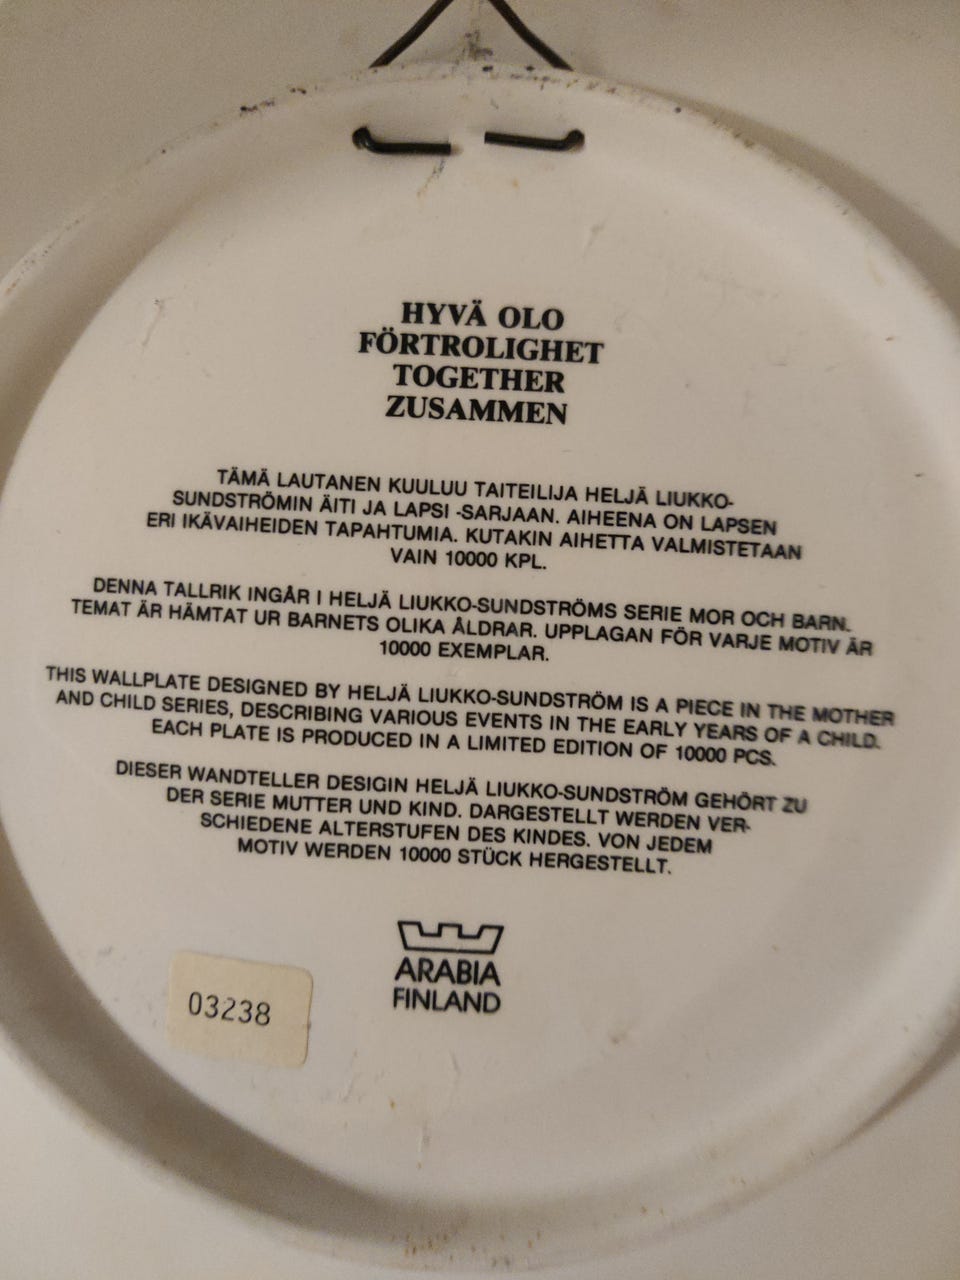 HYVÄ OLO
FÖRTROLIGHET
TOGETHER
ZUSAMMEN
TÄMÄ LAUTANEN KUULUU TAITEILIJA HELJÄ LIUKKO-
SUNDSTRÖMIN ÄITI JA LAPSI -SARJAAN. AIHEENA ON LAPSEN
ERI IKÄVAIHEIDEN TAPAHTUMIA. KUTAKIN AIHETTA VALMISTETAAN
VAIN 10000 KPL.
DENNA TALLRIK INGÅR I HELJÄ LIUKKO-SUNDSTRÖMS SERIE MOR OCH BARN.
TEMAT ÄR HÄMTAT UR BARNETS OLIKA ÅLDRAR. UPPLAGAN FÖR VARJE MOTIV ÄR
10000 EXEMPLAR.
THIS WALLPLATE DESIGNED BY HELJÄ LIUKKO-SUNDSTRÖM IS A PIECE IN THE MOTHER
AND CHILD SERIES, DESCRIBING VARIOUS EVENTS IN THE EARLY YEARS OF A CHILD.
EACH PLATE IS PRODUCED IN A LIMITED EDITION OF 10000 PCS.
DIESER WANDTELLER DESIGIN HELJÄ LIUKKO-SUNDSTRÖM GEHÖRT ZU
DER SERIE MUTTER UND KIND. DARGESTELLT WERDEN VER-
SCHIEDENE ALTERSTUFEN DES KINDES. VON JEDEM
MOTIV WERDEN 10000 STÜCK HERGESTELLT.
ARABIA
FINLAND
03238